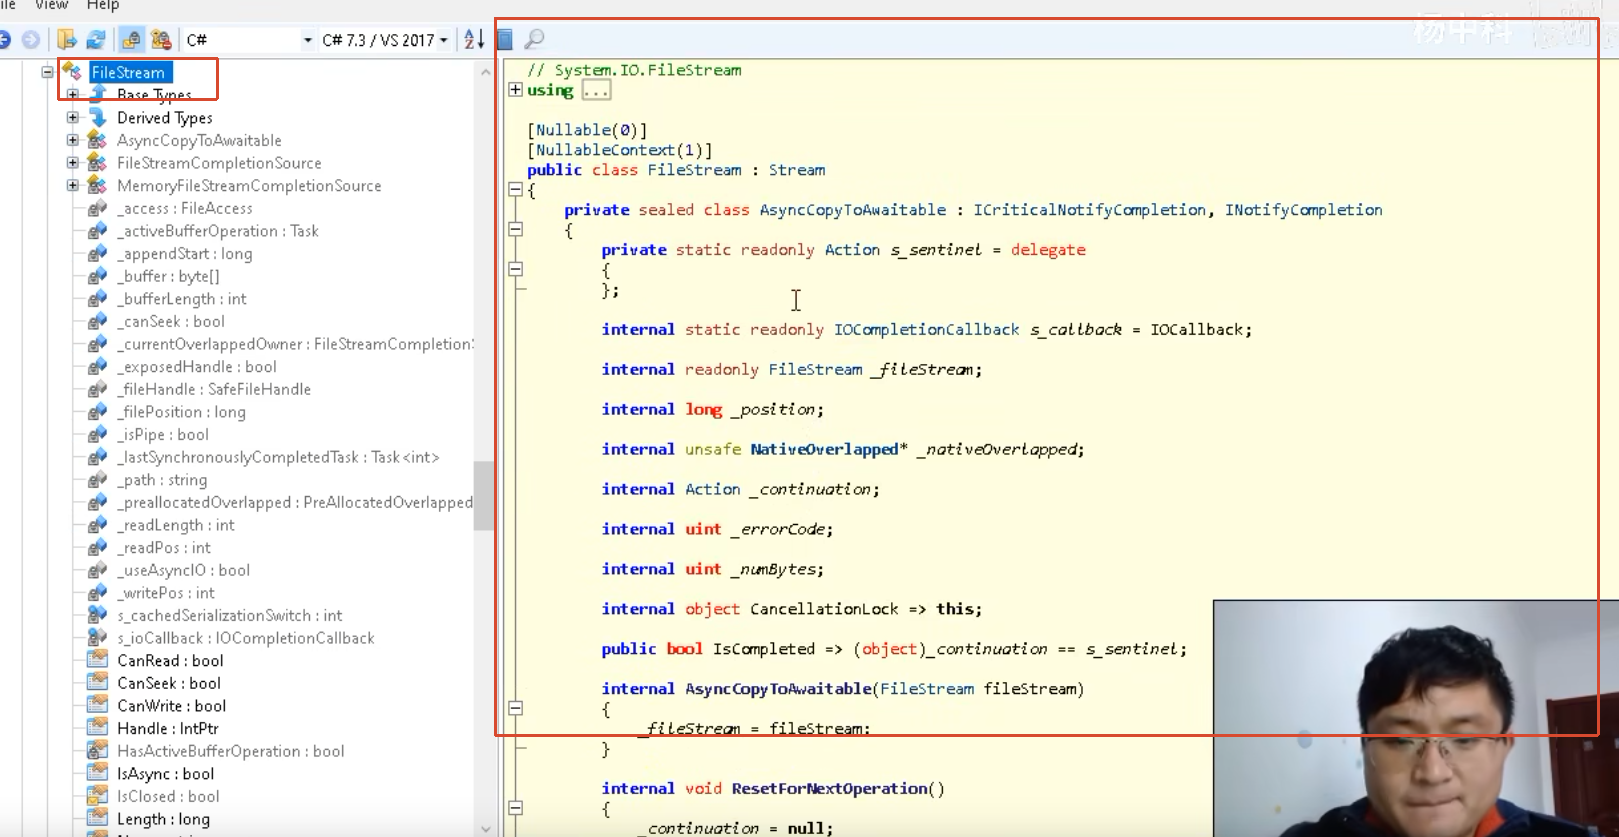 File View Help
C# C# 7.3 / VS 2017
杨中科
FileStream
Base Types
Derived Types
AsyncCopyToAwaitable
FileStreamCompletionSource
MemoryFileStreamCompletionSource
_access : FileAccess
_activeBufferOperation : Task
_appendStart : long
_buffer : byte[]
_bufferLength : int
_canSeek : bool
_currentOverlappedOwner : FileStreamCompletion
_exposedHandle : bool
_fileHandle : SafeFileHandle
_filePosition : long
_isPipe : bool
_lastSynchronouslyCompletedTask : Task<int>
_path : string
_preallocatedOverlapped : PreAllocatedOverlapped
_readLength : int
_readPos : int
_useAsyncIO : bool
_writePos : int
s_cachedSerializationSwitch : int
s_ioCallback : IOCompletionCallback
CanRead : bool
CanSeek : bool
CanWrite : bool
Handle : IntPtr
HasActiveBufferOperation : bool
IsAsync : bool
IsClosed : bool
Length : long
// System.IO.FileStream
using ...
[Nullable(0)]
[NullableContext(1)]
public class FileStream : Stream
{
private sealed class AsyncCopyToAwaitable : ICriticalNotifyCompletion, INotifyCompletion
{
private static readonly Action s_sentinel = delegate
{
};
internal static readonly IOCompletionCallback s_callback = IOCallback;
internal readonly FileStream _fileStream;
internal long _position;
internal unsafe NativeOverlapped* _nativeOverlapped;
internal Action _continuation;
internal uint _errorCode;
internal uint _numBytes;
internal object CancellationLock => this;
public bool IsCompleted => (object)_continuation == s_sentinel;
internal AsyncCopyToAwaitable(FileStream fileStream)
{
_fileStream = fileStream;
}
internal void ResetForNextOperation()
{
_continuation = null;